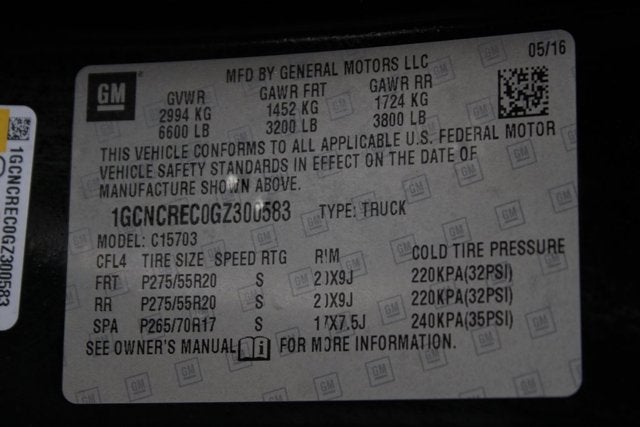 GM
MFD BY GENERAL MOTORS LLC
05/16
GVWR GAWR FRT GAWR RR
2994 KG 1452 KG 1724 KG
6600 LB 3200 LB 3800 LB
THIS VEHICLE CONFORMS TO ALL APPLICABLE U.S. FEDERAL MOTOR
VEHICLE SAFETY STANDARDS IN EFFECT ON THE DATE OF
MANUFACTURE SHOWN ABOVE.
1GCNCREC0GZ300583 TYPE: TRUCK
MODEL: C15703
CFL4 TIRE SIZE SPEED RTG RIM COLD TIRE PRESSURE
FRT P275/55R20 S 20X9J 220KPA(32PSI)
RR P275/55R20 S 20X9J 220KPA(32PSI)
SPA P265/70R17 S 17X7.5J 240KPA(35PSI)
SEE OWNER'S MANUAL FOR MORE INFORMATION.
1GCNCREC0GZ300583